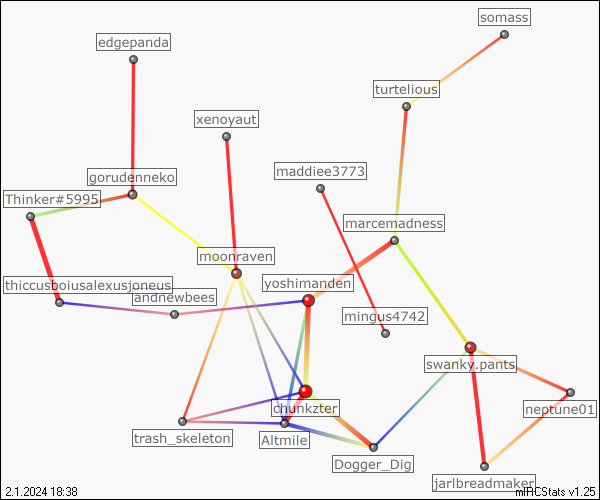 somass
edgepanda
turtelious
xenoyaut
maddiee3773
gorudenneko
Thinker#5995
marcemadness
moonraven
thiccusboiusalexusjoneus
yoshimanden
andnewbees
mingus4742
swanky.pants
chunkzter
neptune01
trash_skeleton
Altmile
Dogger_Dig
jarlbreadmaker
2.1.2024 18:38
mIRCStats v1.25